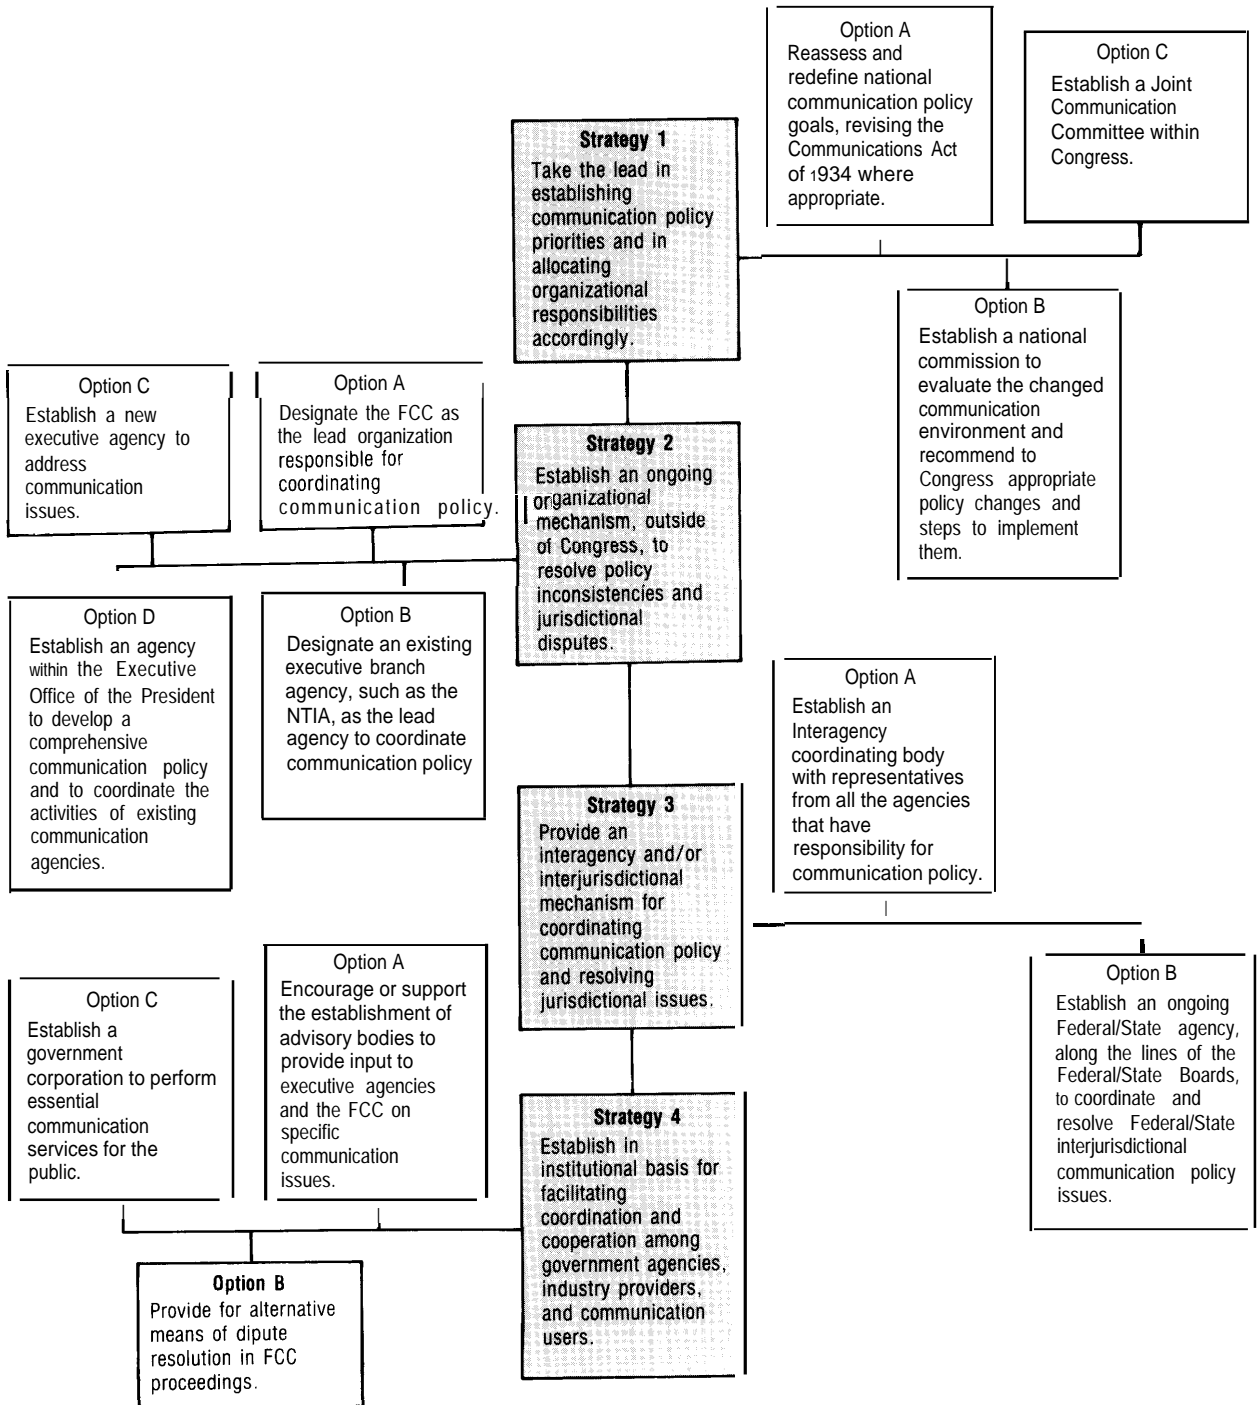 Option A
Reassess and
redefine national
communication policy
goals, revising the
Communications Act
of 1934 where
appropriate.
Option C
Establish a Joint
Communication
Committee within
Congress.
Strategy 1
Take the lead in
establishing
communication policy
priorities and in
allocating
organizational
responsibilities
accordingly.
Option B
Establish a national
commission to
evaluate the changed
communication
environment and
recommend to
Congress appropriate
policy changes and
steps to implement
them.
Option C
Establish a new
executive agency to
address
communication
issues.
Option A
Designate the FCC as
the lead organization
responsible for
coordinating
communication policy.
Strategy 2
Establish an ongoing
organizational
mechanism, outside
of Congress, to
resolve policy
inconsistencies and
jurisdictional
disputes.
Option D
Establish an agency
within the Executive
Office of the President
to develop a
comprehensive
communication policy
and to coordinate the
activities of existing
communication
agencies.
Option B
Designate an existing
executive branch
agency, such as the
NTIA, as the lead
agency to coordinate
communication policy
Option A
Establish an
Interagency
coordinating body
with representatives
from all the agencies
that have
responsibility for
communication policy.
Strategy 3
Provide an
interagency and/or
interjurisdictional
mechanism for
coordinating
communication policy
and resolving
jurisdictional issues.
Option B
Establish an ongoing
Federal/State agency,
along the lines of the
Federal/State Boards,
to coordinate and
resolve Federal/State
interjurisdictional
communication policy
issues.
Option C
Establish a
government
corporation to perform
essential
communication
services for the
public.
Option A
Encourage or support
the establishment of
advisory bodies to
provide input to
executive agencies
and the FCC on
specific
communication
issues.
Strategy 4
Establish in
institutional basis for
facilitating
coordination and
cooperation among
government agencies,
industry providers,
and communication
users.
Option B
Provide for alternative
means of dipute
resolution in FCC
proceedings.